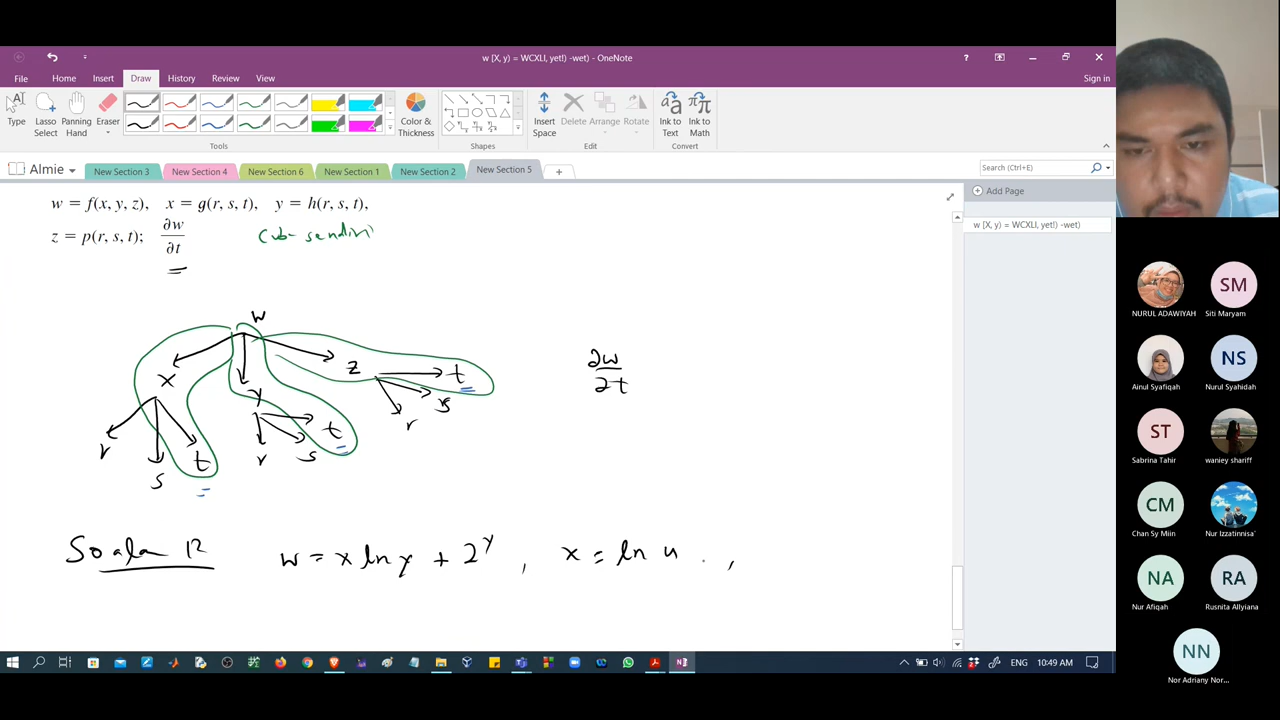 w [X, y) = WCXLI, yet!) -wet) - OneNote
?
File Home Insert Draw History Review View
Sign in
Type Lasso Select Panning Hand Eraser Color & Thickness Insert Space Delete Arrange Rotate Ink to Text Ink to Math
Tools Shapes Edit Convert
Almie New Section 3 New Section 4 New Section 6 New Section 1 New Section 2 New Section 5 +
Search (Ctrl+E)
Add Page
w [X, y) = WCXLI, yet!) -wet)
w = f(x, y, z), x = g(r, s, t), y = h(r, s, t),
z = p(r, s, t); ∂w/∂t
Cuba sendiri
w
x y z t
∂w/∂t
r s t
r s t
r s
Soalan 12 w = x ln y + 2^y , x = ln u ,
NURUL ADAWIYAH
SM
Siti Maryam
Ainul Syafiqah
NS
Nurul Syahidah
ST
Sabrina Tahir
waniey shariff
CM
Chan Sy Miin
Nur Izzatinnisa'
NA
Nur Afiqah
RA
Rusnita Allyiana
NN
Nor Adriany Nor...
ENG 10:49 AM